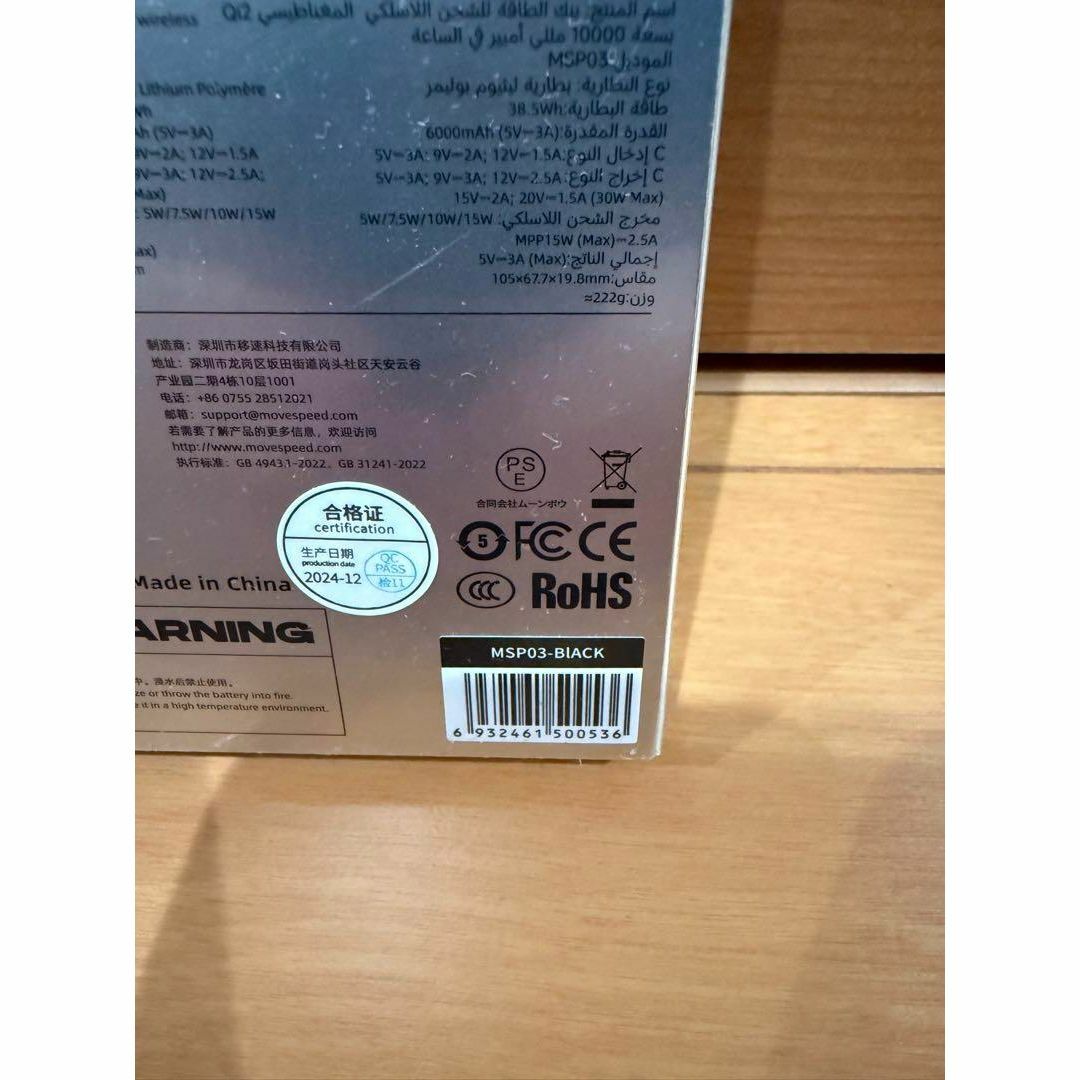 wireless
Lithium Polymère
h (5V⎓3A)
V⎓2A; 12V⎓1.5A
V⎓3A; 12V⎓2.5A;
Max)
: 5W/7.5W/10W/15W
اسم المنتج: بنك الطاقة للشحن اللاسلكي المغناطيسي Qi2
بسعة 10000 مللي أمبير في الساعة
الموديل:MSP03
نوع البطارية: بطارية ليثيوم بوليمر
طاقة البطارية:38.5Wh
القدرة المقدرة:6000mAh (5V⎓3A)
C إدخال النوع:5V⎓3A; 9V⎓2A; 12V⎓1.5A
C إخراج النوع:5V⎓3A; 9V⎓3A; 12V⎓2.5A;
15V⎓2A; 20V⎓1.5A (30W Max)
مخرج الشحن اللاسلكي: 5W/7.5W/10W/15W
MPP15W (Max)⎓2.5A
إجمالي الناتج:5V⎓3A (Max)
مقاس:105×67.7×19.8mm
وزن:≈222g
制造商：深圳市移速科技有限公司
地址：深圳市龙岗区坂田街道岗头社区天安云谷
产业园二期4栋10层1001
电话：+86 0755 28512021
邮箱：support@movespeed.com
若需要了解产品的更多信息，欢迎访问
http://www.movespeed.com
执行标准：GB 4943.1-2022、GB 31241-2022
PS
E
合同会社ムーンボウ
合格证
certification
生产日期
production date
2024-12
QC
PASS
检11
5 FC CE
CCC RoHS
Made in China
ARNING
中。浸水后禁止使用。
ze or throw the battery into fire.
e it in a high temperature environment.
MSP03-BlACK
6 932461 500536